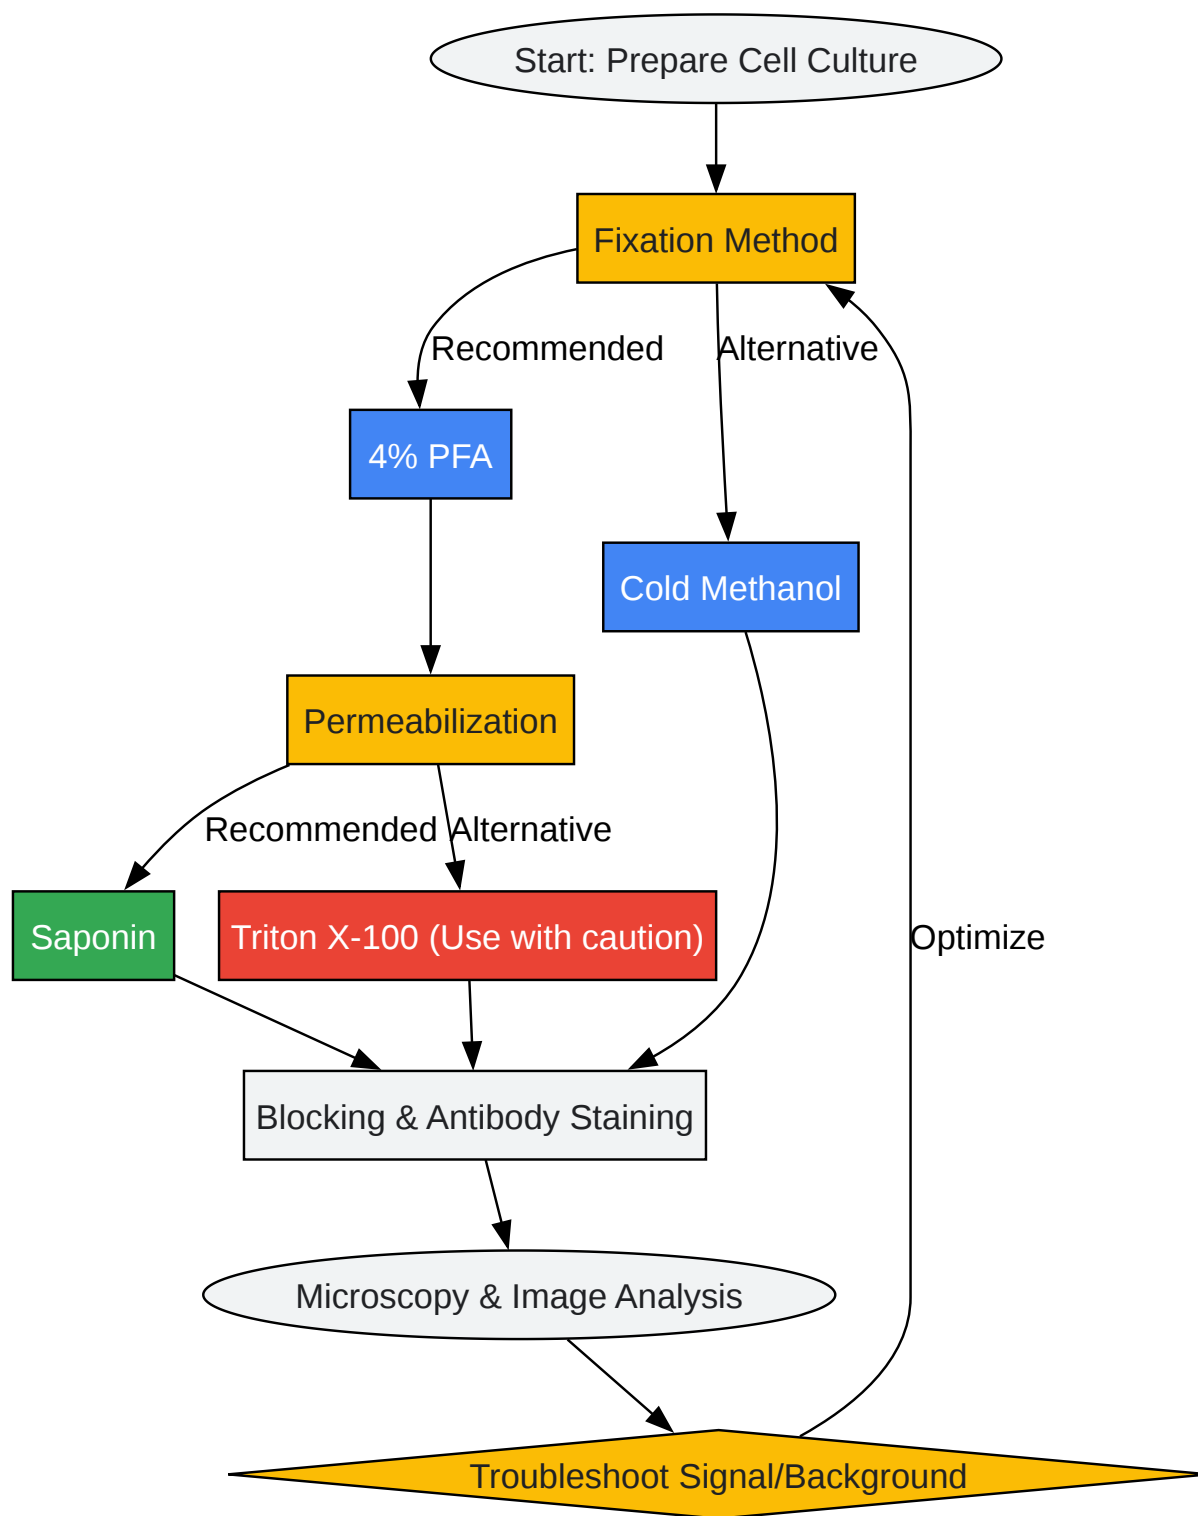 Start: Prepare Cell Culture
Fixation Method
Recommended
Alternative
4% PFA
Cold Methanol
Permeabilization
Recommended
Alternative
Saponin
Triton X-100 (Use with caution)
Optimize
Blocking & Antibody Staining
Microscopy & Image Analysis
Troubleshoot Signal/Background